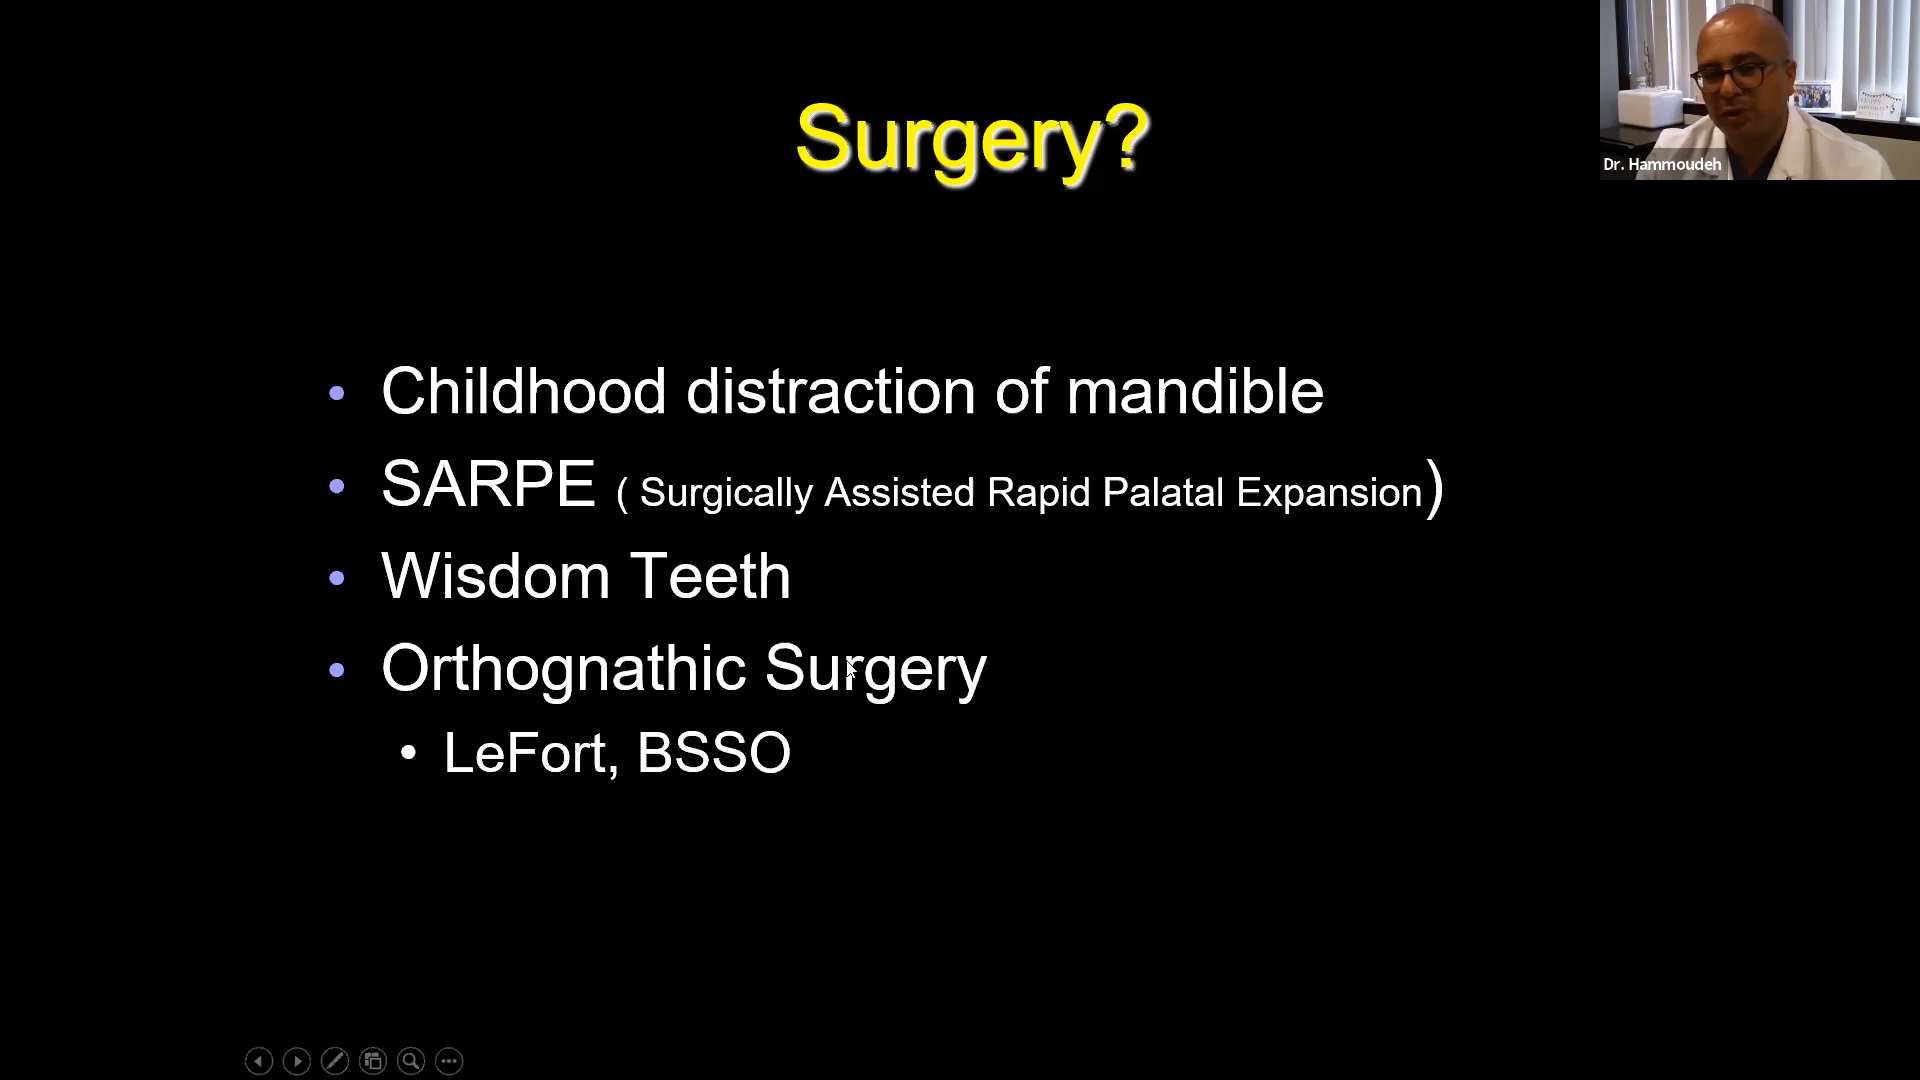 Surgery?
Dr. Hammoudeh
• Childhood distraction of mandible
• SARPE ( Surgically Assisted Rapid Palatal Expansion)
• Wisdom Teeth
• Orthognathic Surgery
• LeFort, BSSO